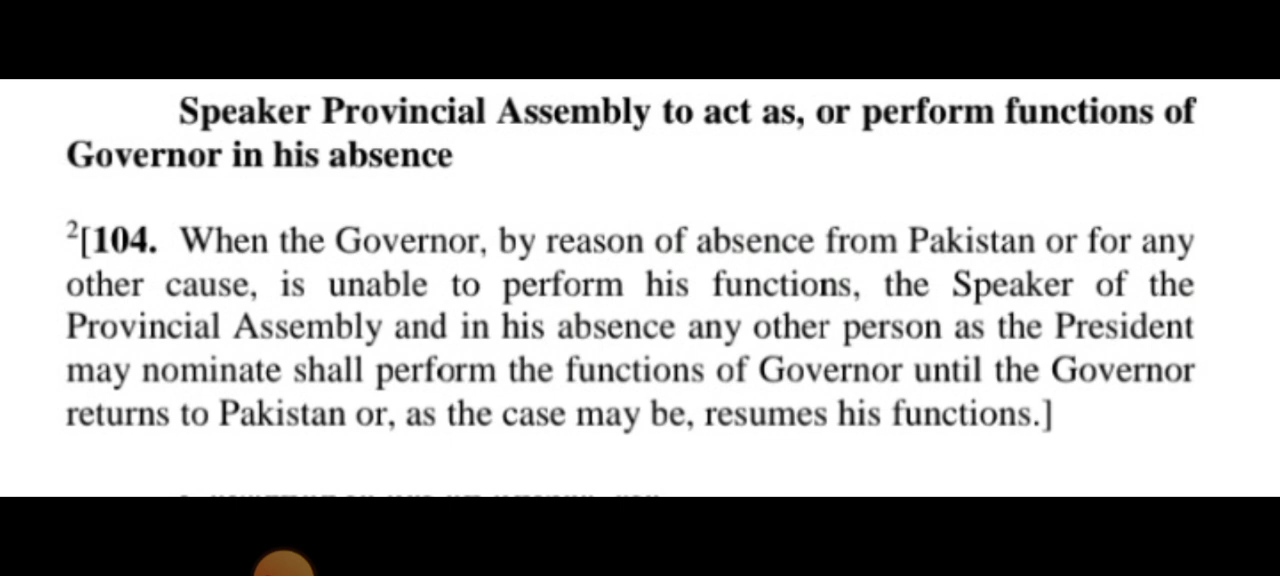 Speaker Provincial Assembly to act as, or perform functions of
Governor in his absence
²[104. When the Governor, by reason of absence from Pakistan or for any
other cause, is unable to perform his functions, the Speaker of the
Provincial Assembly and in his absence any other person as the President
may nominate shall perform the functions of Governor until the Governor
returns to Pakistan or, as the case may be, resumes his functions.]